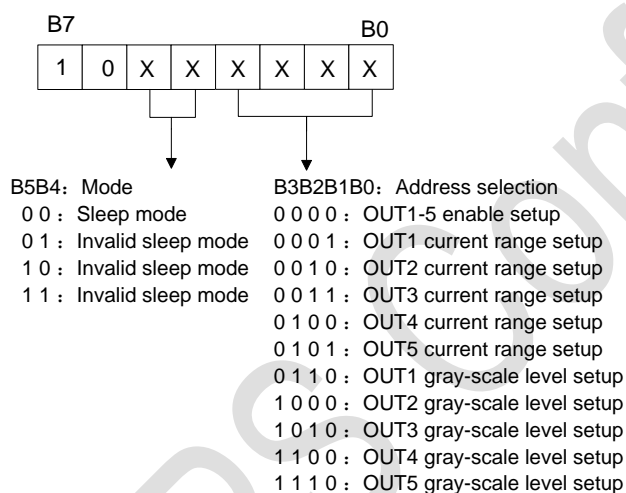 B7 B0
1 0 X X X X X X
B5B4：Mode
0 0：Sleep mode
0 1：Invalid sleep mode
1 0：Invalid sleep mode
1 1：Invalid sleep mode
B3B2B1B0：Address selection
0 0 0 0：OUT1-5 enable setup
0 0 0 1：OUT1 current range setup
0 0 1 0：OUT2 current range setup
0 0 1 1：OUT3 current range setup
0 1 0 0：OUT4 current range setup
0 1 0 1：OUT5 current range setup
0 1 1 0：OUT1 gray-scale level setup
1 0 0 0：OUT2 gray-scale level setup
1 0 1 0：OUT3 gray-scale level setup
1 1 0 0：OUT4 gray-scale level setup
1 1 1 0：OUT5 gray-scale level setup